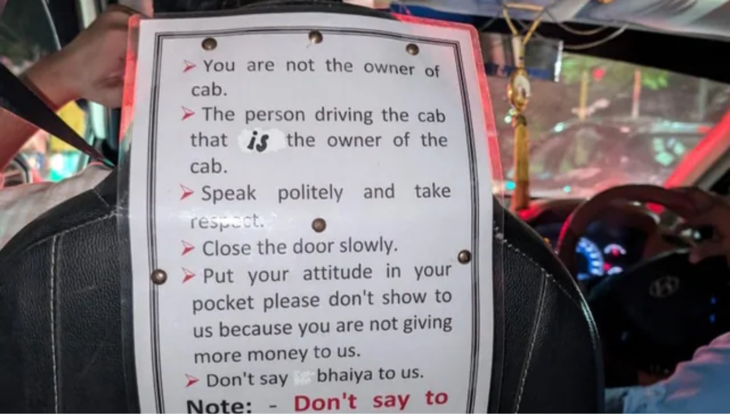 ➢ You are not the owner of
cab.
➢ The person driving the cab
that is the owner of the
cab.
➢ Speak politely and take
respect.
➢ Close the door slowly.
➢ Put your attitude in your
pocket please don't show to
us because you are not giving
more money to us.
➢ Don't say bhaiya to us.
Note: - Don't say to